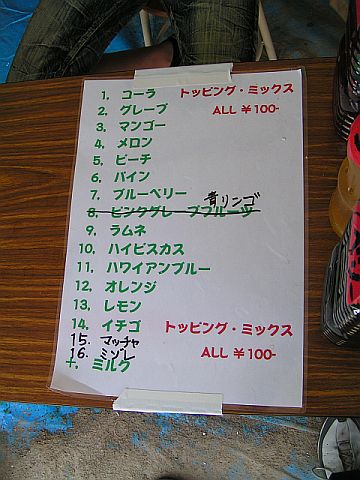 1. コーラ トッピング・ミックス
2. グレープ ALL ¥100-
3. マンゴー
4. メロン
5. ピーチ
6. パイン
7. ブルーベリー
青リンゴ
8. ピンクグレープフルーツ
9. ラムネ
10. ハイビスカス
11. ハワイアンブルー
12. オレンジ
13. レモン
14. イチゴ トッピング・ミックス
15. マッチャ
16. ミゾレ ALL ¥100-
+. ミルク